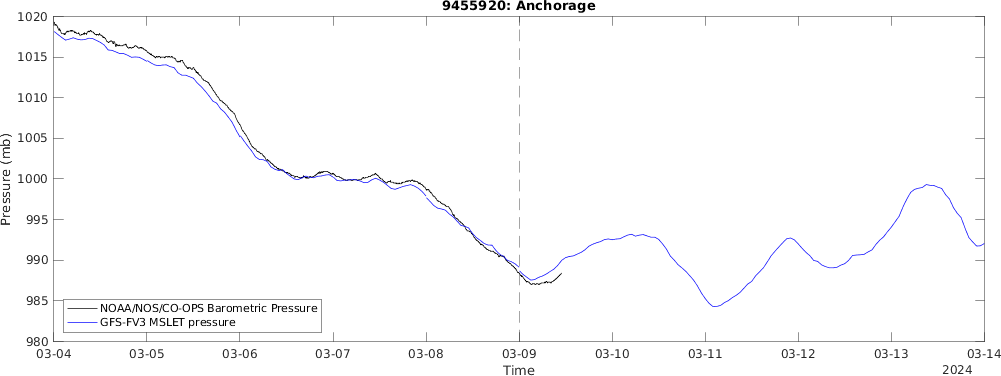 9455920: Anchorage
1020
1015
1010
1005
1000
995
990
985
980
Pressure (mb)
NOAA/NOS/CO-OPS Barometric Pressure
GFS-FV3 MSLET pressure
03-04 03-05 03-06 03-07 03-08 03-09 03-10 03-11 03-12 03-13 03-14
Time
2024